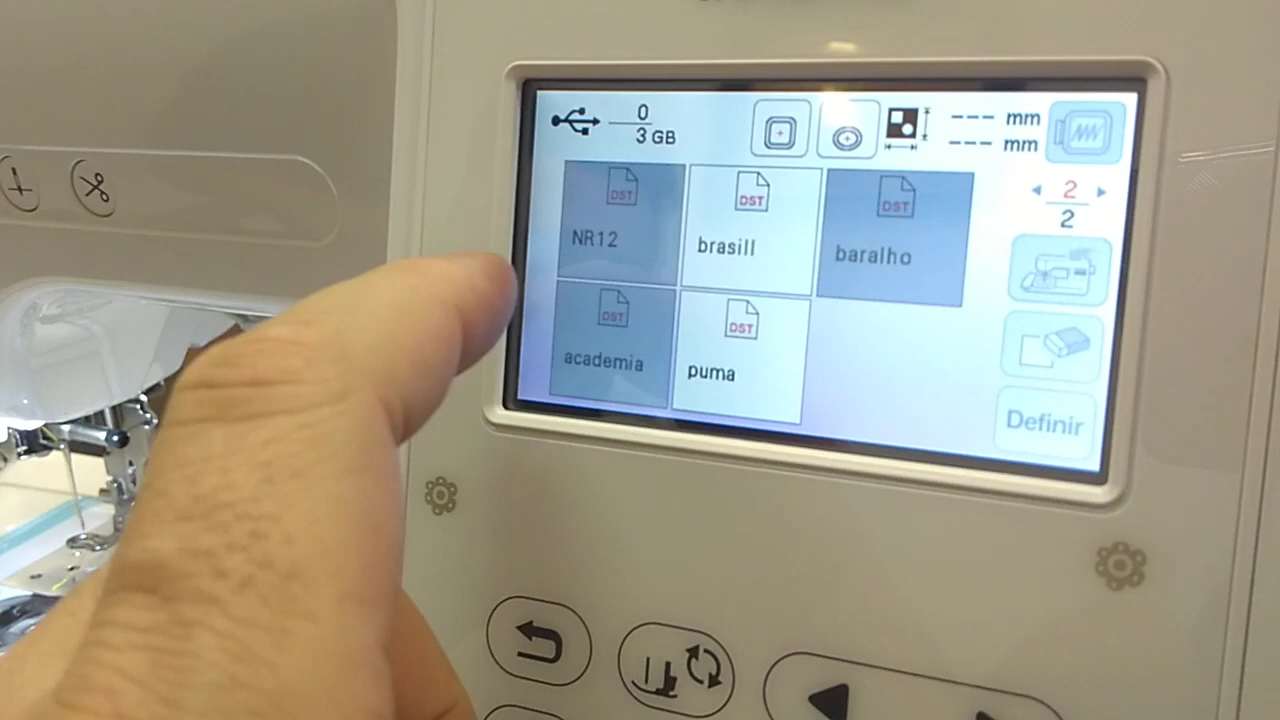 0
3 GB
--- mm
--- mm
DST
NR12
DST
brasill
DST
baralho
2
2
DST
academia
DST
puma
Definir